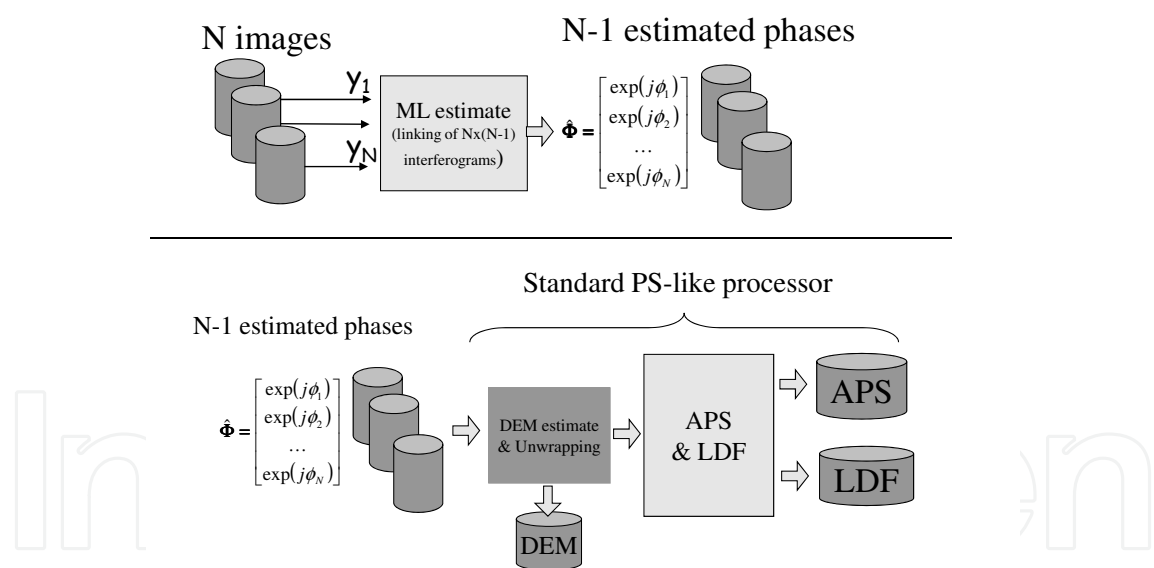 N images
N-1 estimated phases
y1
yN
ML estimate
(linking of Nx(N-1)
interferograms)
Φ̂ =
exp(jϕ1)
exp(jϕ2)
...
exp(jϕN)
Standard PS-like processor
N-1 estimated phases
Φ̂ =
exp(jϕ1)
exp(jϕ2)
...
exp(jϕN)
DEM estimate
& Unwrapping
APS
& LDF
APS
LDF
DEM